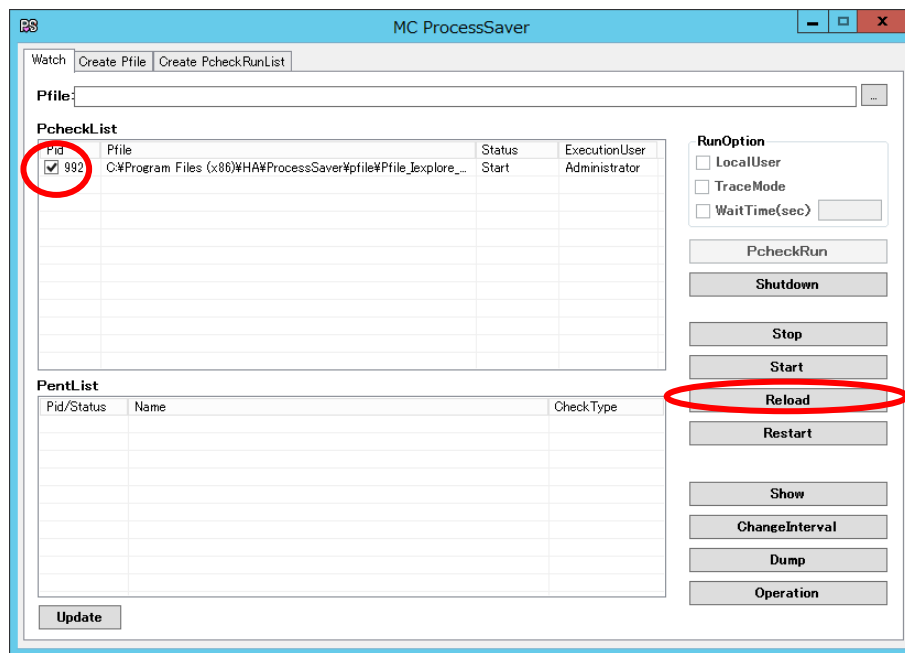 PS MC ProcessSaver
Watch Create Pfile Create PcheckRunList
Pfile: ...
PcheckList
Pid Pfile Status ExecutionUser
992 C:¥Program Files (x86)¥HA¥ProcessSaver¥pfile¥Pfile_Iexplore_... Start Administrator
RunOption
LocalUser
TraceMode
WaitTime(sec)
PcheckRun
Shutdown
Stop
Start
Reload
Restart
PentList
Pid/Status Name CheckType
Show
ChangeInterval
Dump
Operation
Update